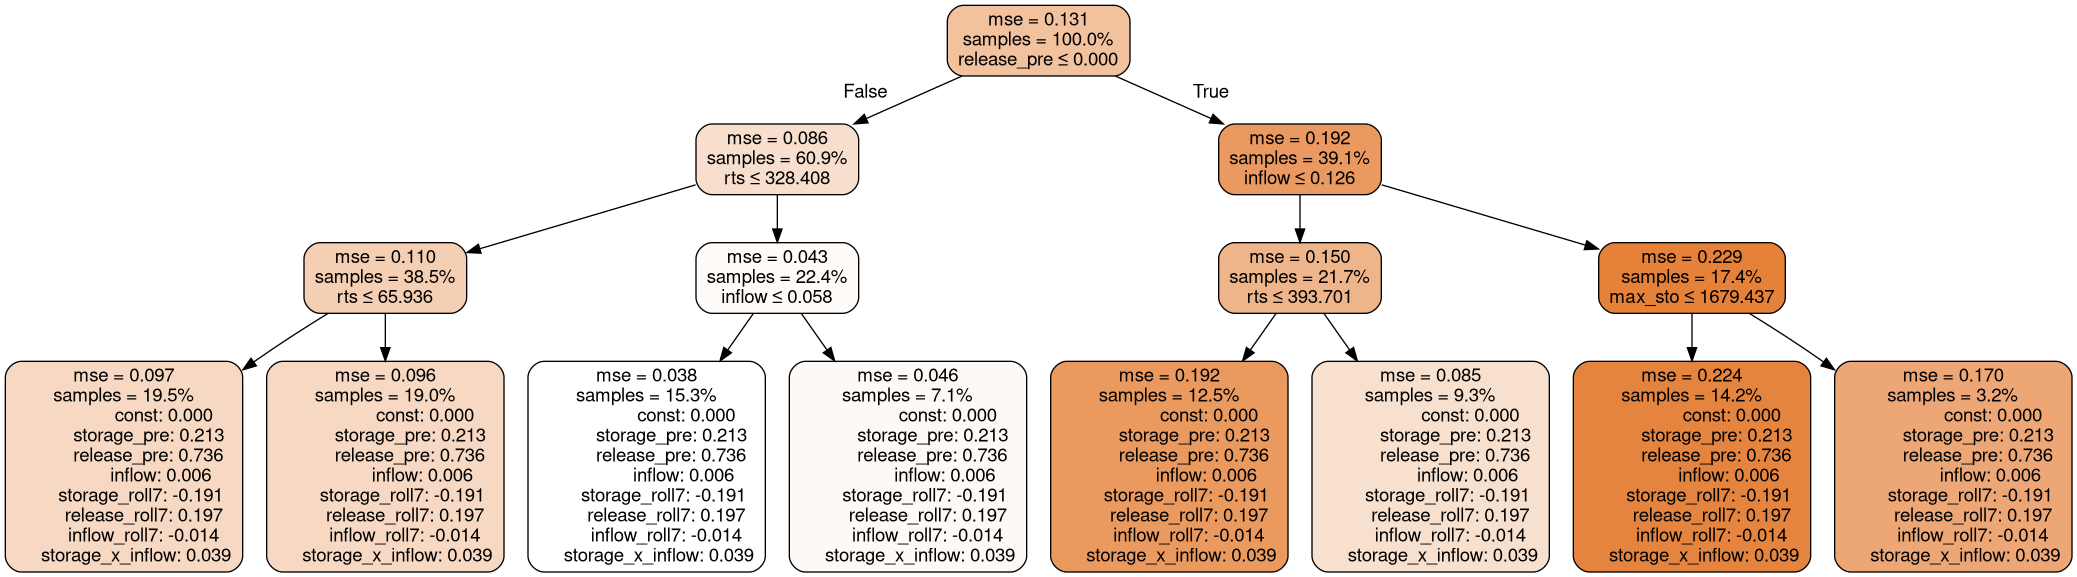 mse = 0.131
samples = 100.0%
release_pre ≤ 0.000
False
True
mse = 0.086
samples = 60.9%
rts ≤ 328.408
mse = 0.192
samples = 39.1%
inflow ≤ 0.126
mse = 0.110
samples = 38.5%
rts ≤ 65.936
mse = 0.043
samples = 22.4%
inflow ≤ 0.058
mse = 0.150
samples = 21.7%
rts ≤ 393.701
mse = 0.229
samples = 17.4%
max_sto ≤ 1679.437
mse = 0.097
samples = 19.5%
const: 0.000
storage_pre: 0.213
release_pre: 0.736
inflow: 0.006
storage_roll7: -0.191
release_roll7: 0.197
inflow_roll7: -0.014
storage_x_inflow: 0.039
mse = 0.096
samples = 19.0%
const: 0.000
storage_pre: 0.213
release_pre: 0.736
inflow: 0.006
storage_roll7: -0.191
release_roll7: 0.197
inflow_roll7: -0.014
storage_x_inflow: 0.039
mse = 0.038
samples = 15.3%
const: 0.000
storage_pre: 0.213
release_pre: 0.736
inflow: 0.006
storage_roll7: -0.191
release_roll7: 0.197
inflow_roll7: -0.014
storage_x_inflow: 0.039
mse = 0.046
samples = 7.1%
const: 0.000
storage_pre: 0.213
release_pre: 0.736
inflow: 0.006
storage_roll7: -0.191
release_roll7: 0.197
inflow_roll7: -0.014
storage_x_inflow: 0.039
mse = 0.192
samples = 12.5%
const: 0.000
storage_pre: 0.213
release_pre: 0.736
inflow: 0.006
storage_roll7: -0.191
release_roll7: 0.197
inflow_roll7: -0.014
storage_x_inflow: 0.039
mse = 0.085
samples = 9.3%
const: 0.000
storage_pre: 0.213
release_pre: 0.736
inflow: 0.006
storage_roll7: -0.191
release_roll7: 0.197
inflow_roll7: -0.014
storage_x_inflow: 0.039
mse = 0.224
samples = 14.2%
const: 0.000
storage_pre: 0.213
release_pre: 0.736
inflow: 0.006
storage_roll7: -0.191
release_roll7: 0.197
inflow_roll7: -0.014
storage_x_inflow: 0.039
mse = 0.170
samples = 3.2%
const: 0.000
storage_pre: 0.213
release_pre: 0.736
inflow: 0.006
storage_roll7: -0.191
release_roll7: 0.197
inflow_roll7: -0.014
storage_x_inflow: 0.039